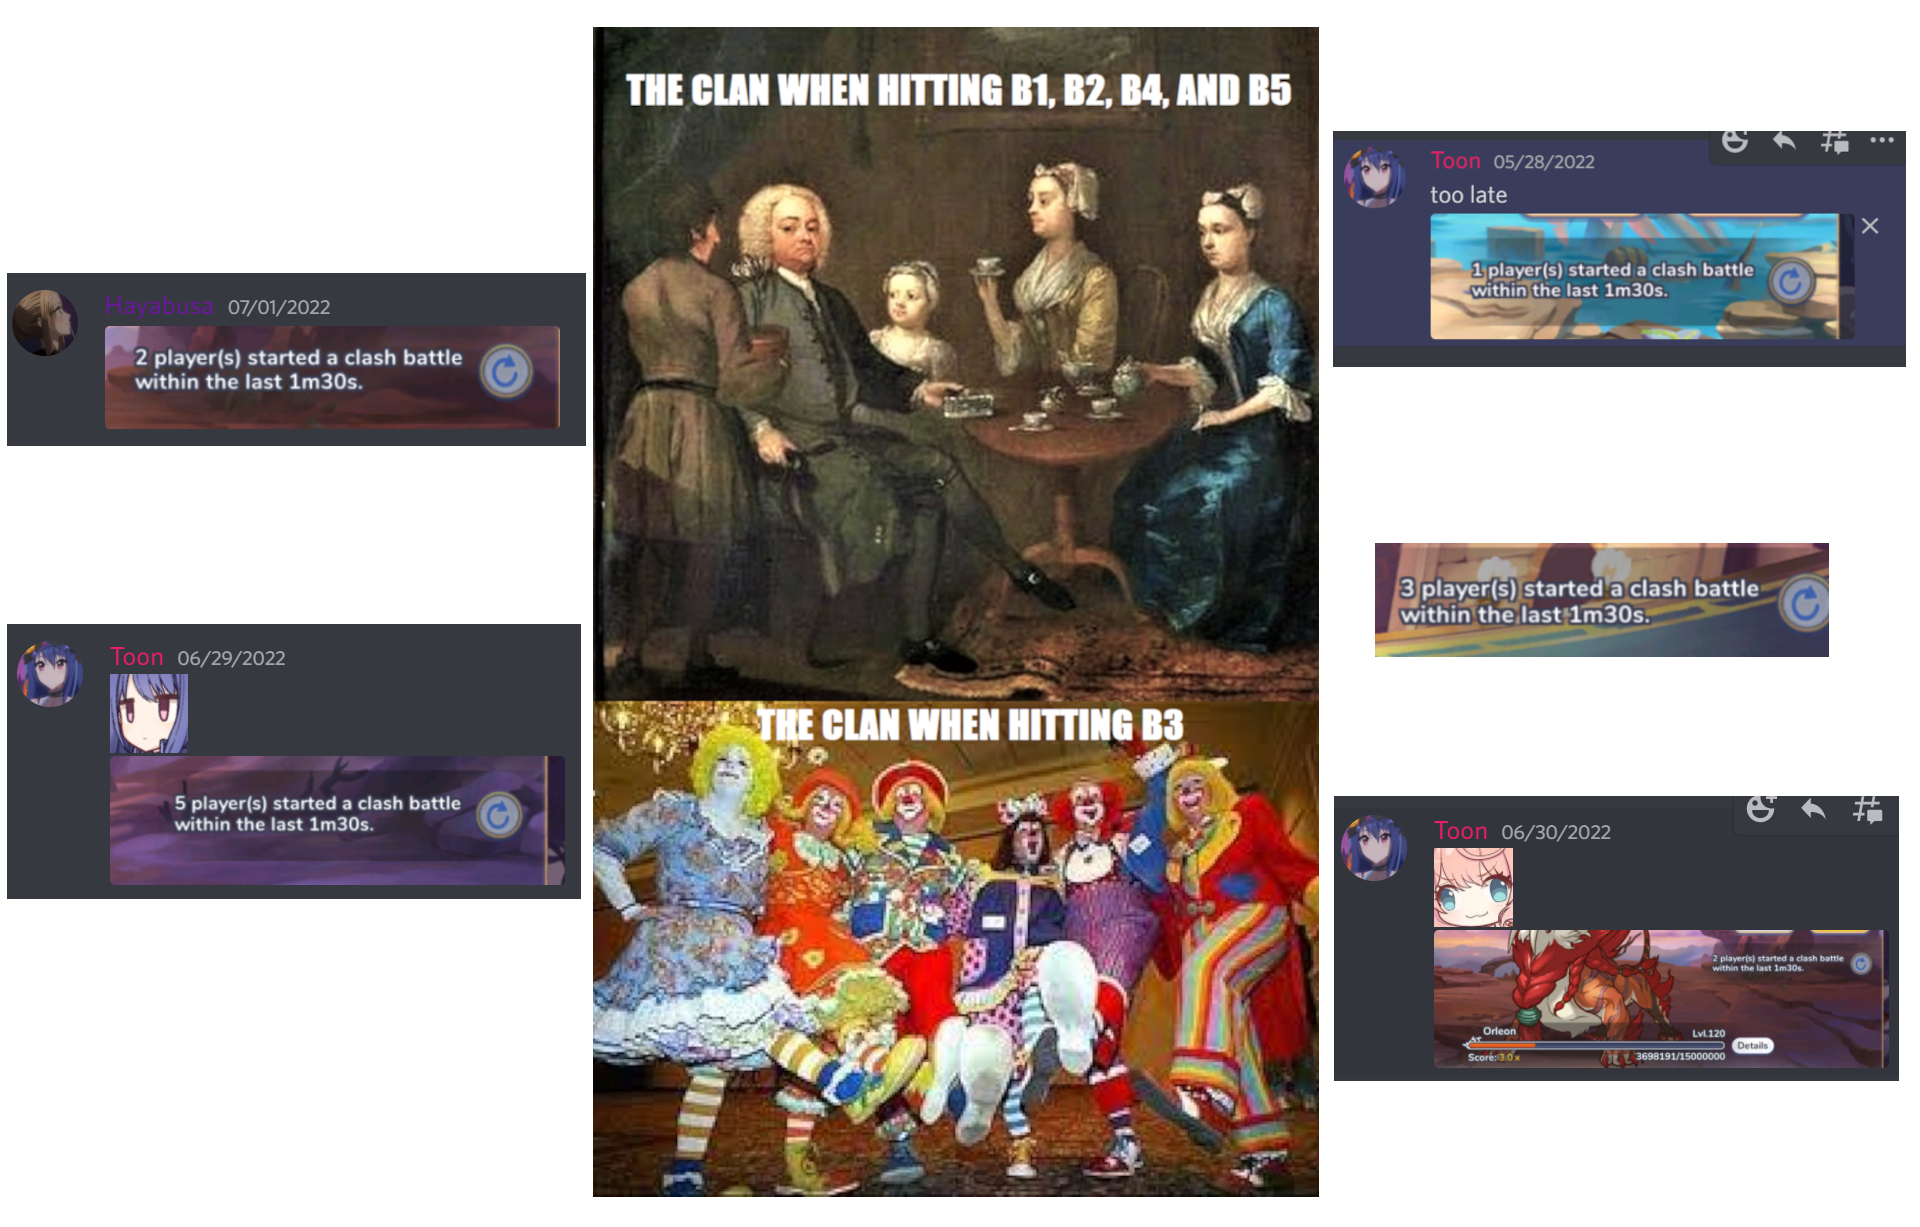 THE CLAN WHEN HITTING B1, B2, B4, AND B5
Hayabusa 07/01/2022
2 player(s) started a clash battle
within the last 1m30s.
Toon 06/29/2022
5 player(s) started a clash battle
within the last 1m30s.
THE CLAN WHEN HITTING B3
Toon 05/28/2022
too late
1 player(s) started a clash battle
within the last 1m30s.
3 player(s) started a clash battle
within the last 1m30s.
Toon 06/30/2022
2 player(s) started a clash battle
within the last 1m30s.
Orleon Lvl.120
Details
Score: 3.0 x 3698191/15000000